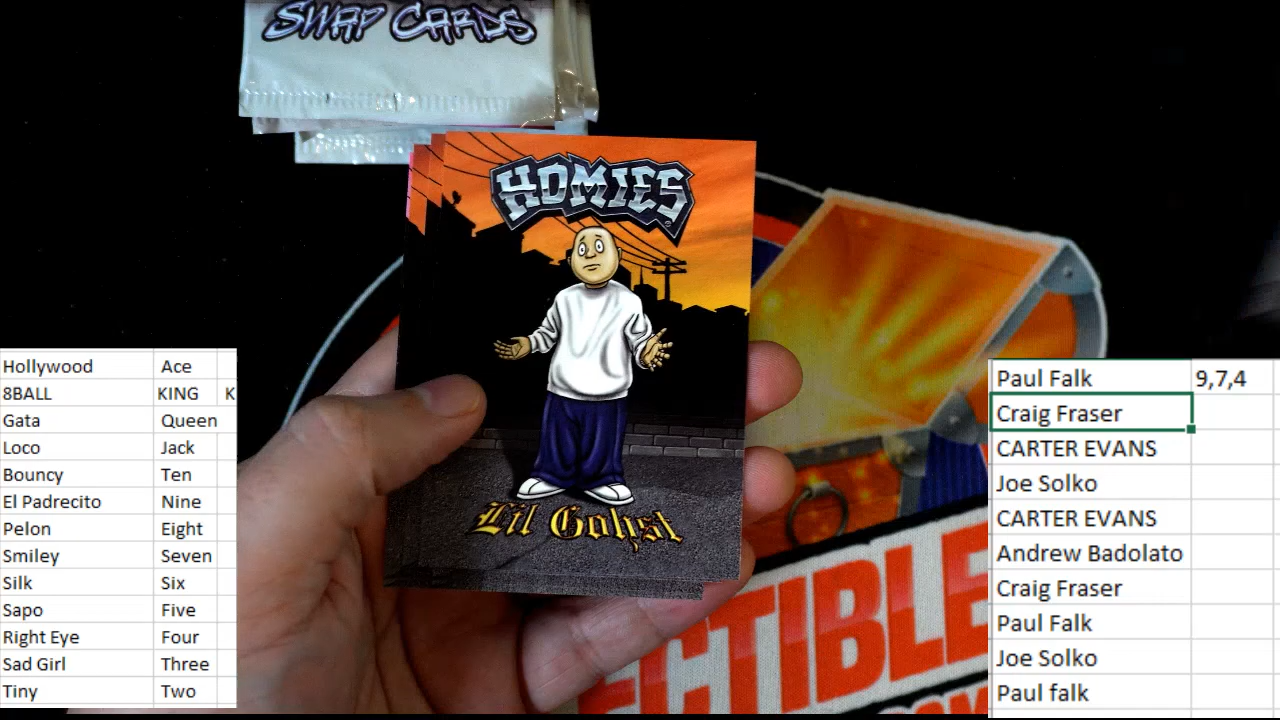 SWAP CARDS
HOMIES
Lil Gohst
Hollywood Ace
8BALL KING K
Gata Queen
Loco Jack
Bouncy Ten
El Padrecito Nine
Pelon Eight
Smiley Seven
Silk Six
Sapo Five
Right Eye Four
Sad Girl Three
Tiny Two
Paul Falk 9,7,4
Craig Fraser
CARTER EVANS
Joe Solko
CARTER EVANS
Andrew Badolato
Craig Fraser
Paul Falk
Joe Solko
Paul falk
ECTIBLE